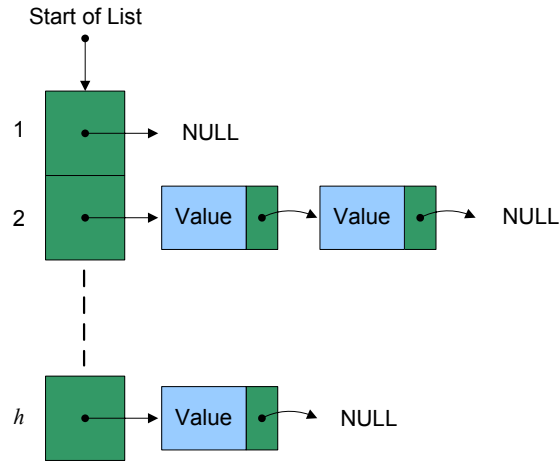 Start of List
1
NULL
2
Value
Value
NULL
h
Value
NULL